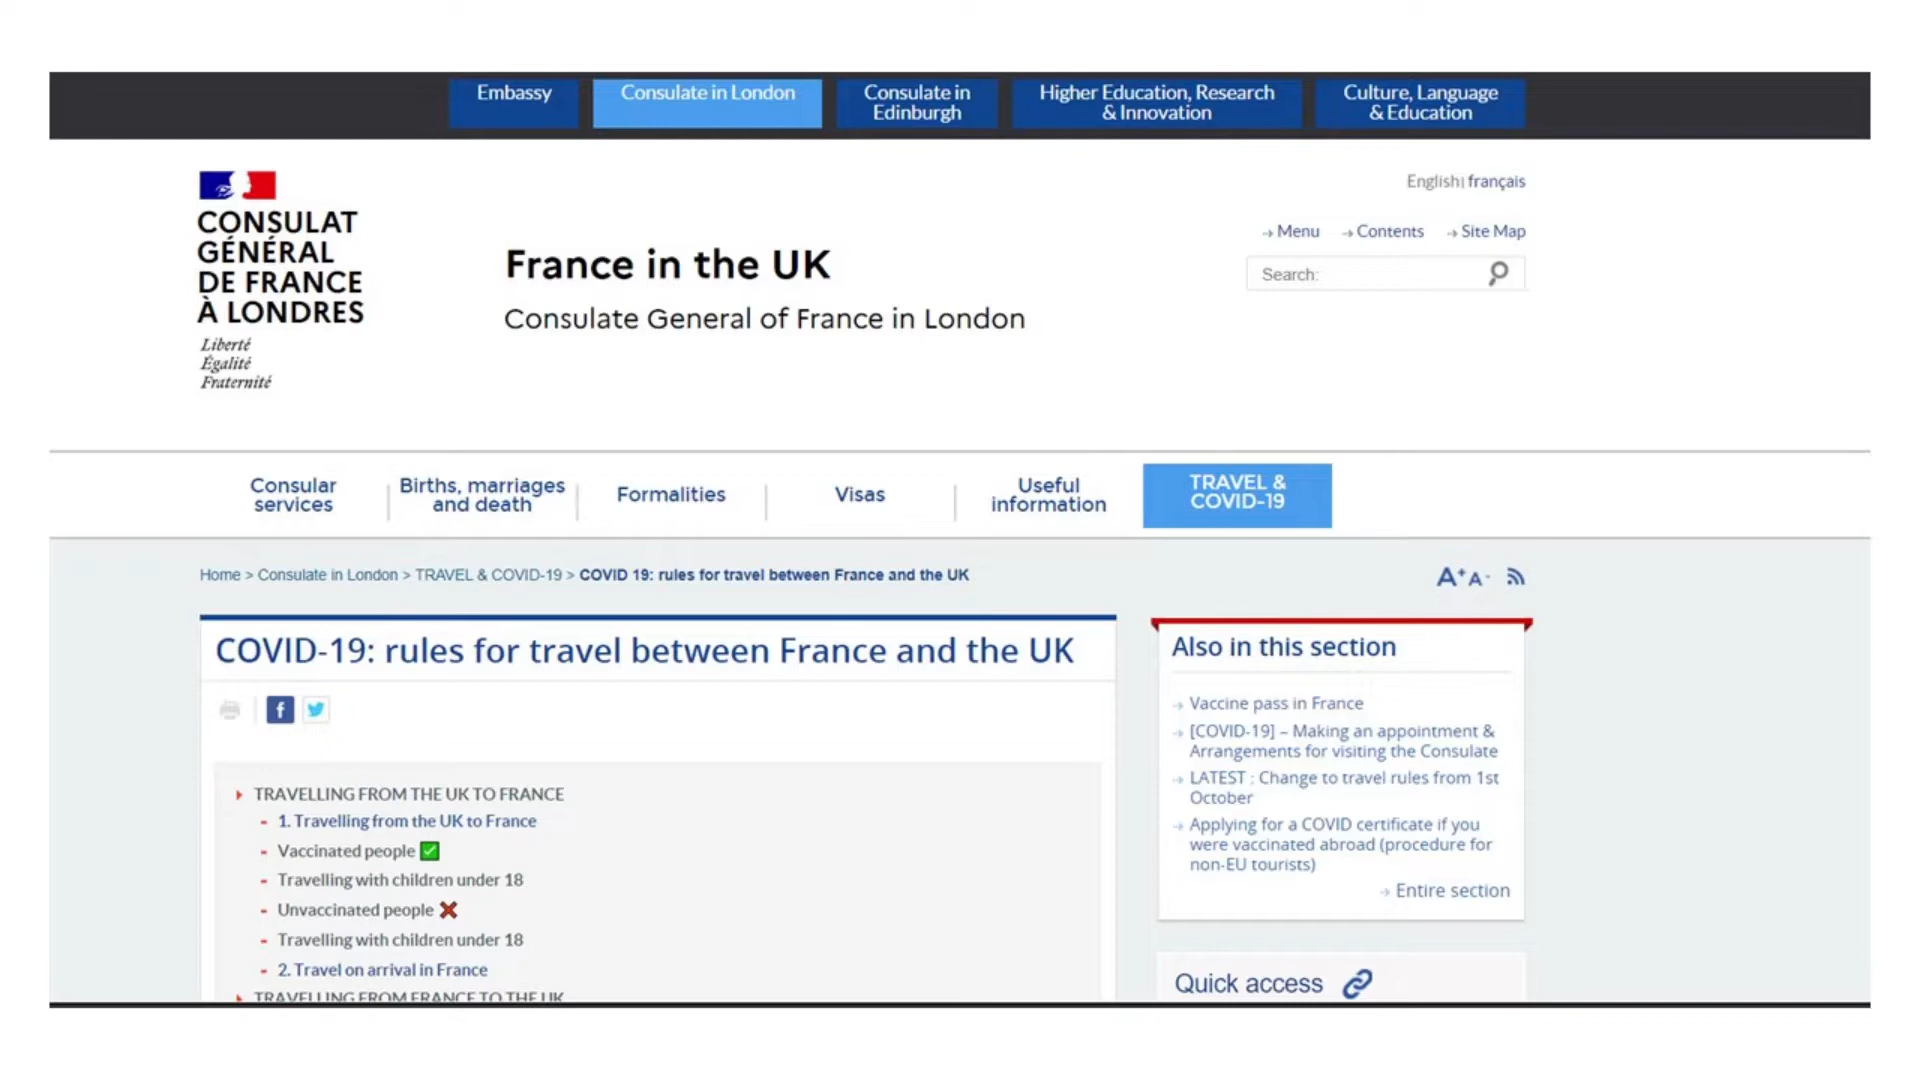 Embassy
Consulate in London
Consulate in
Edinburgh
Higher Education, Research
& Innovation
Culture, Language
& Education
English| français
CONSULAT
GÉNÉRAL
DE FRANCE
À LONDRES
Liberté
Égalité
Fraternité
France in the UK
Consulate General of France in London
Menu
Contents
Site Map
Search:
Consular
services
Births, marriages
and death
Formalities
Visas
Useful
information
TRAVEL &
COVID-19
Home > Consulate in London > TRAVEL & COVID-19 > COVID 19: rules for travel between France and the UK
A+ A-
COVID-19: rules for travel between France and the UK
TRAVELLING FROM THE UK TO FRANCE
- 1. Travelling from the UK to France
- Vaccinated people
- Travelling with children under 18
- Unvaccinated people
- Travelling with children under 18
- 2. Travel on arrival in France
TRAVELLING FROM FRANCE TO THE UK
Also in this section
Vaccine pass in France
[COVID-19] – Making an appointment &
Arrangements for visiting the Consulate
LATEST : Change to travel rules from 1st
October
Applying for a COVID certificate if you
were vaccinated abroad (procedure for
non-EU tourists)
Entire section
Quick access